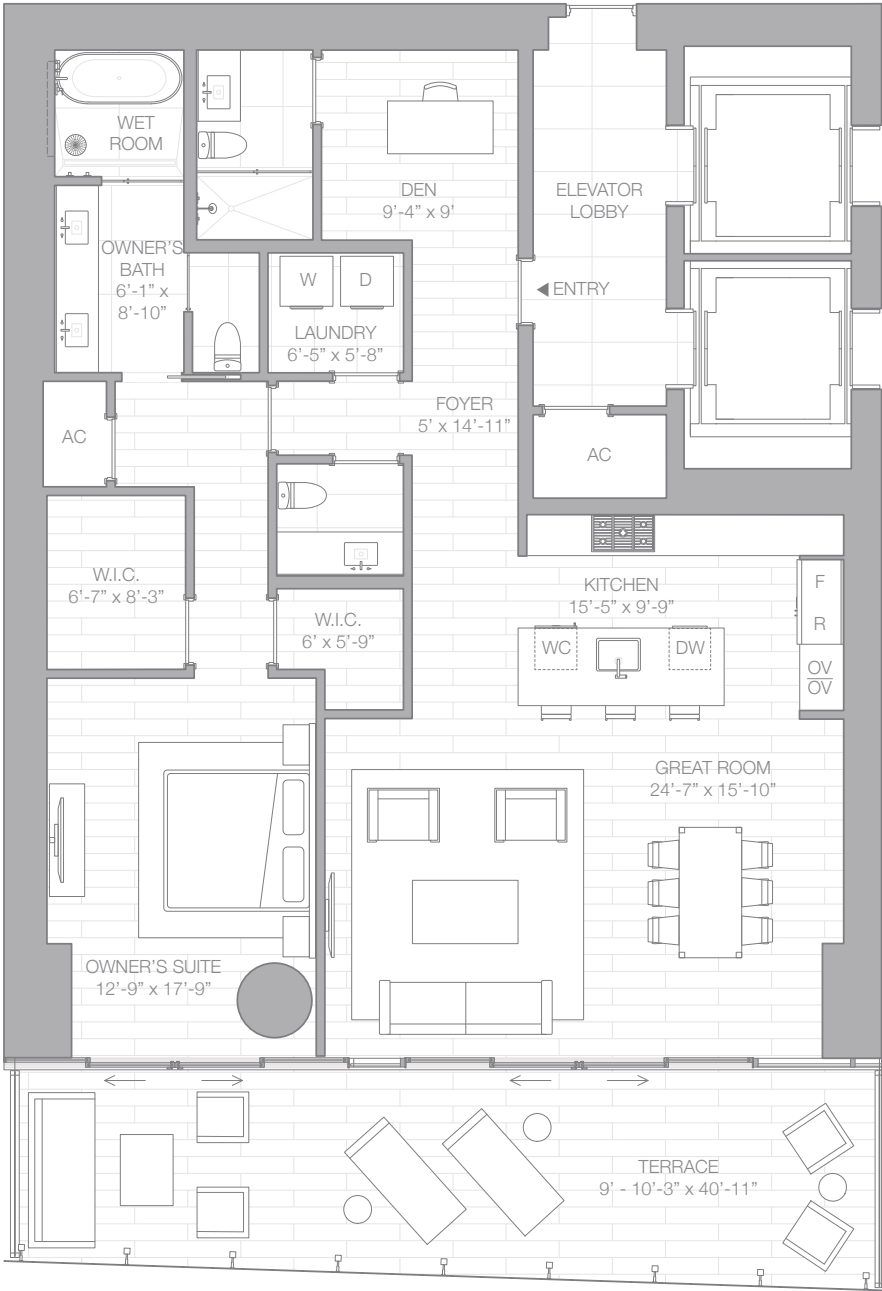 WET
ROOM
DEN
9'-4” x 9'
ELEVATOR
LOBBY
OWNER'S
BATH
6'-1” x
8'-10”
W
D
LAUNDRY
6'-5” x 5'-8”
ENTRY
FOYER
5' x 14'-11”
AC
AC
W.I.C.
6'-7” x 8'-3”
W.I.C.
6' x 5'-9”
KITCHEN
15'-5” x 9'-9”
F
R
WC
DW
OV
OV
GREAT ROOM
24'-7” x 15'-10”
OWNER'S SUITE
12'-9” x 17'-9”
TERRACE
9' - 10'-3” x 40'-11”